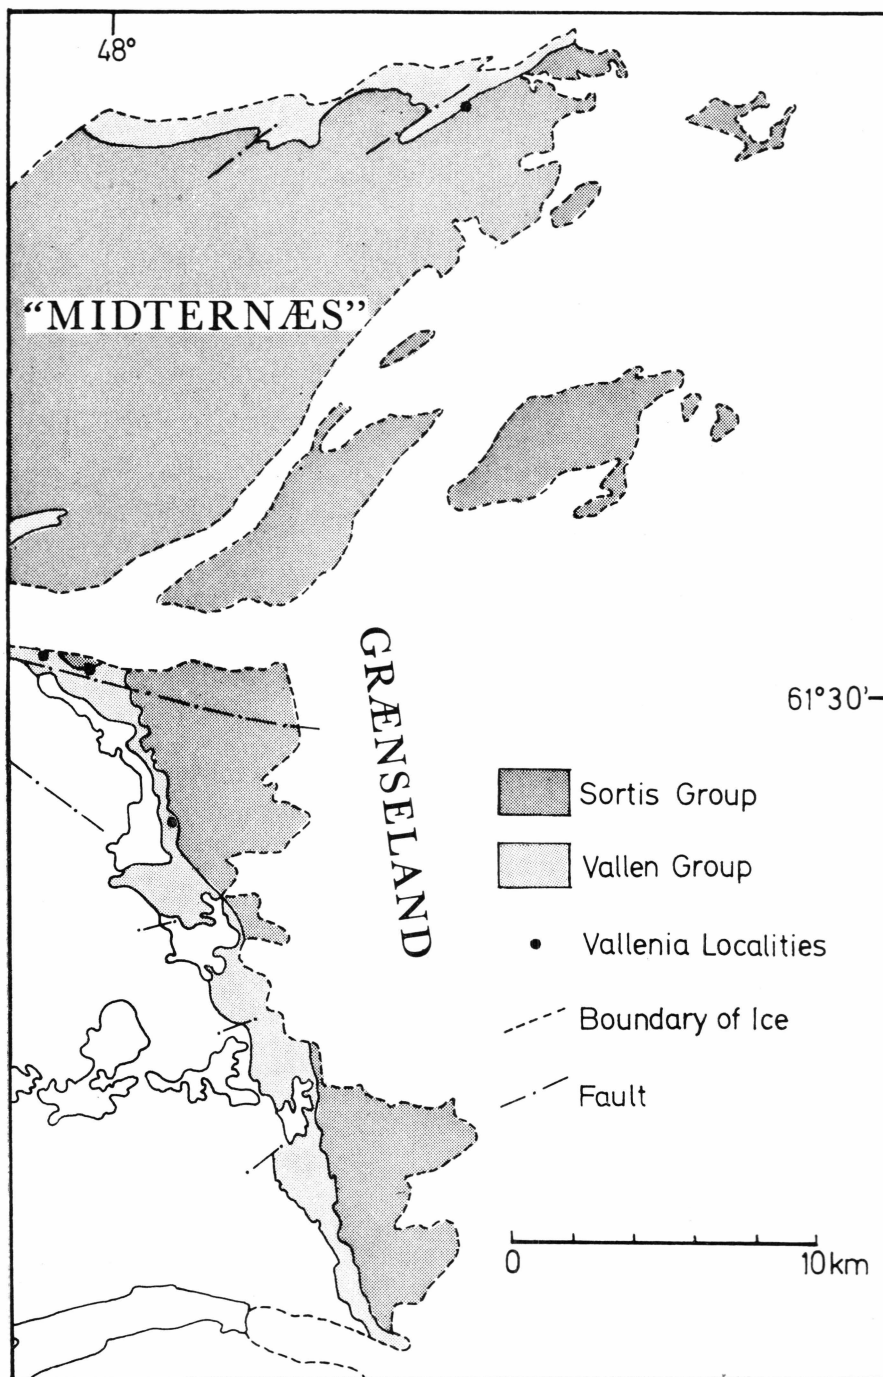 48°
“MIDTERNÆS”
GRÆNSELAND
61°30'
Sortis Group
Vallen Group
Vallenia Localities
Boundary of Ice
Fault
0 10km